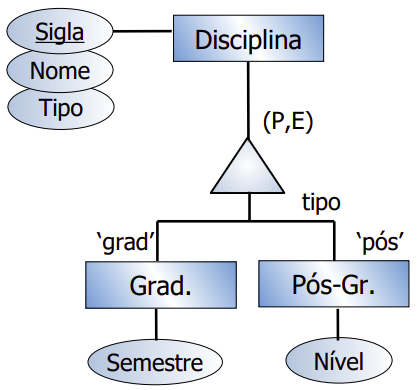 Sigla
Disciplina
Nome
Tipo
(P,E)
tipo
‘grad’
‘pós’
Grad.
Pós-Gr.
Semestre
Nível